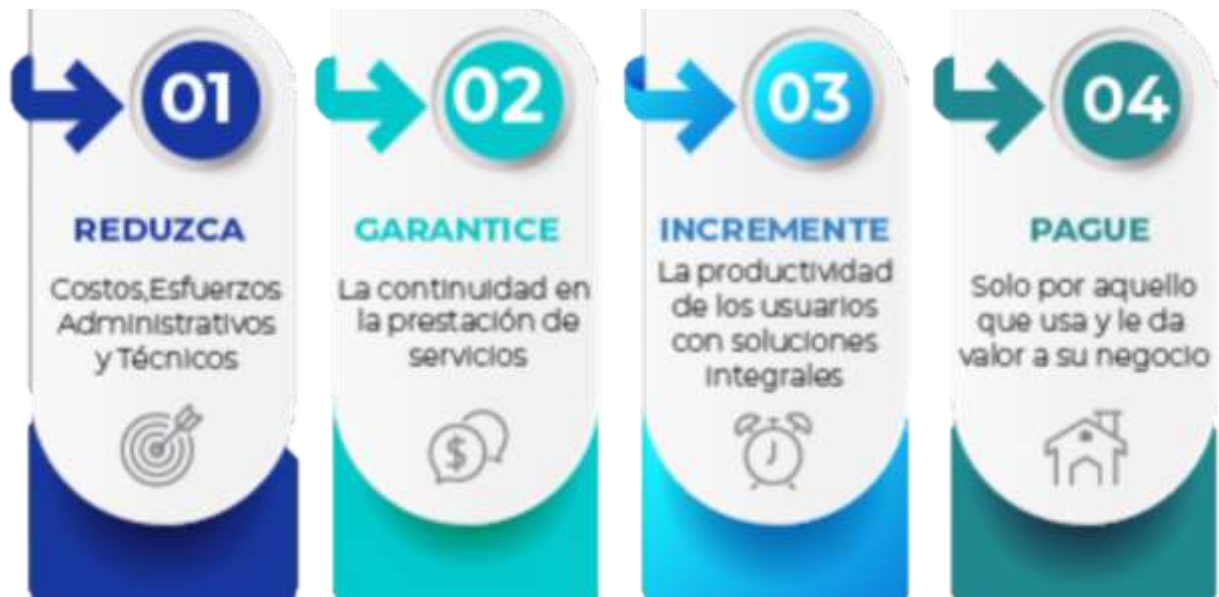 01
REDUZCA
Costos,Esfuerzos
Administrativos
y Técnicos
02
GARANTICE
La continuidad en
la prestación de
servicios
03
INCREMENTE
La productividad
de los usuarios
con soluciones
integrales
04
PAGUE
Solo por aquello
que usa y le da
valor a su negocio
$